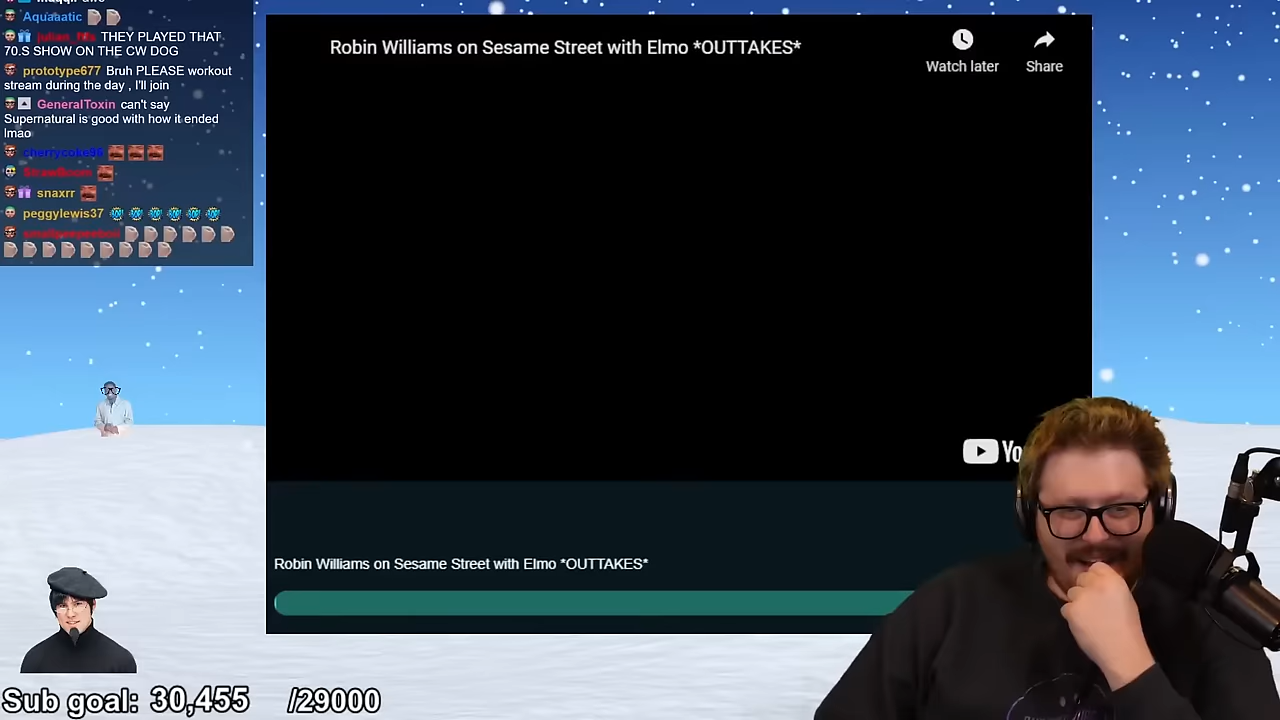 Aquaaatic
THEY PLAYED THAT
70.S SHOW ON THE CW DOG
prototype677 Bruh PLEASE workout
stream during the day , I'll join
GeneralToxin can't say
Supernatural is good with how it ended
lmao
cherrycoke96
snaxrr
peggylewis37
Robin Williams on Sesame Street with Elmo *OUTTAKES*
Watch later
Share
Yo
Robin Williams on Sesame Street with Elmo *OUTTAKES*
Sub goal: 30,455 /29000